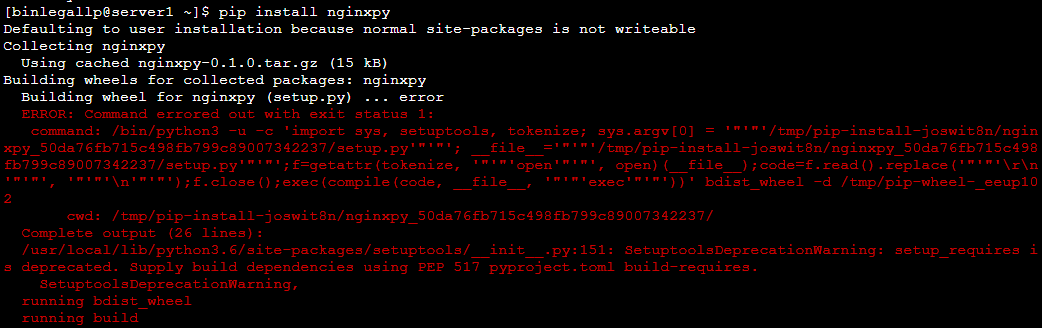 [binlegallp@server1 ~]$ pip install nginxpy
Defaulting to user installation because normal site-packages is not writeable
Collecting nginxpy
  Using cached nginxpy-0.1.0.tar.gz (15 kB)
Building wheels for collected packages: nginxpy
  Building wheel for nginxpy (setup.py) ... error
  ERROR: Command errored out with exit status 1:
   command: /bin/python3 -u -c 'import sys, setuptools, tokenize; sys.argv[0] = '"'"'/tmp/pip-install-joswit8n/ngin
xpy_50da76fb715c498fb799c89007342237/setup.py'"'"'; __file__='"'"'/tmp/pip-install-joswit8n/nginxpy_50da76fb715c498
fb799c89007342237/setup.py'"'"';f=getattr(tokenize, '"'"'open'"'"', open)(__file__);code=f.read().replace('"'"'\r\n
'"'"', '"'"'\n'"'"');f.close();exec(compile(code, __file__, '"'"'exec'"'"'))' bdist_wheel -d /tmp/pip-wheel-_eeup10
2
       cwd: /tmp/pip-install-joswit8n/nginxpy_50da76fb715c498fb799c89007342237/
  Complete output (26 lines):
  /usr/local/lib/python3.6/site-packages/setuptools/__init__.py:151: SetuptoolsDeprecationWarning: setup_requires i
s deprecated. Supply build dependencies using PEP 517 pyproject.toml build-requires.
    SetuptoolsDeprecationWarning,
  running bdist_wheel
  running build